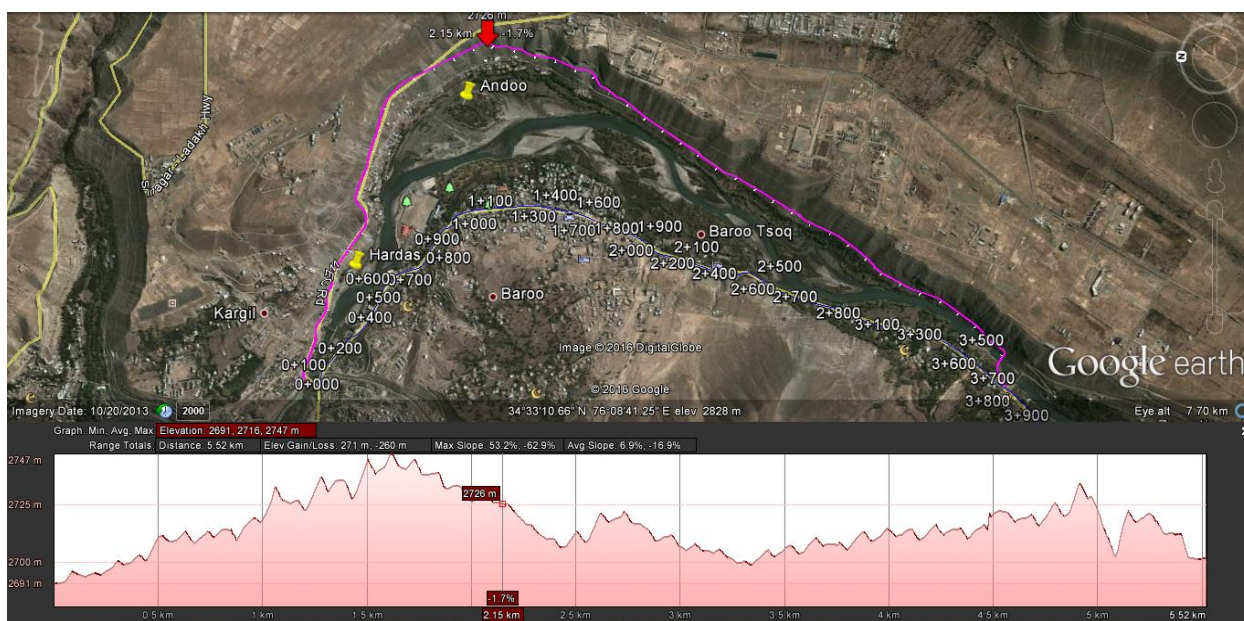 2726 m
2.15 km -1.7%
N
Andoo
Srinagar - Ladakh Hwy
1+100
1+400
1+600
1+000
1+300
1+700
1+800
1+900
Baroo Tsoq
0+900
0+800
2+000
2+100
Hardas
0+600
0+700
2+200
2+400
2+500
2+600
2+700
0+500
Baroo
Kargil
0+400
2+800
3+100
3+300
0+200
3+500
Image © 2016 DigitalGlobe
0+100
0+000
3+600
3+700
Google earth
© 2016 Google
3+800
3+900
Imagery Date: 10/20/2013 2000 34°33'10.66" N 76°08'41.25" E elev 2828 m Eye alt 7.70 km
Graph: Min, Avg, Max Elevation: 2691, 2716, 2747 m
Range Totals: Distance: 5.52 km Elev Gain/Loss: 271 m, -260 m Max Slope: 53.2%, -62.9% Avg Slope: 6.9%, -16.9%
2747 m
2726 m
2725 m
2700 m
2691 m
-1.7%
0.5 km 1 km 1.5 km 2.15 km 2.5 km 3 km 3.5 km 4 km 4.5 km 5 km 5.52 km